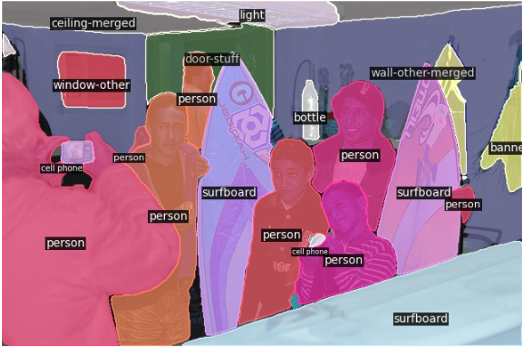 light
ceiling-merged
door-stuff
wall-other-merged
window-other
person
bottle
banne
person
person
cell phone
surfboard
surfboard
person
person
person
person
cell phone
person
surfboard